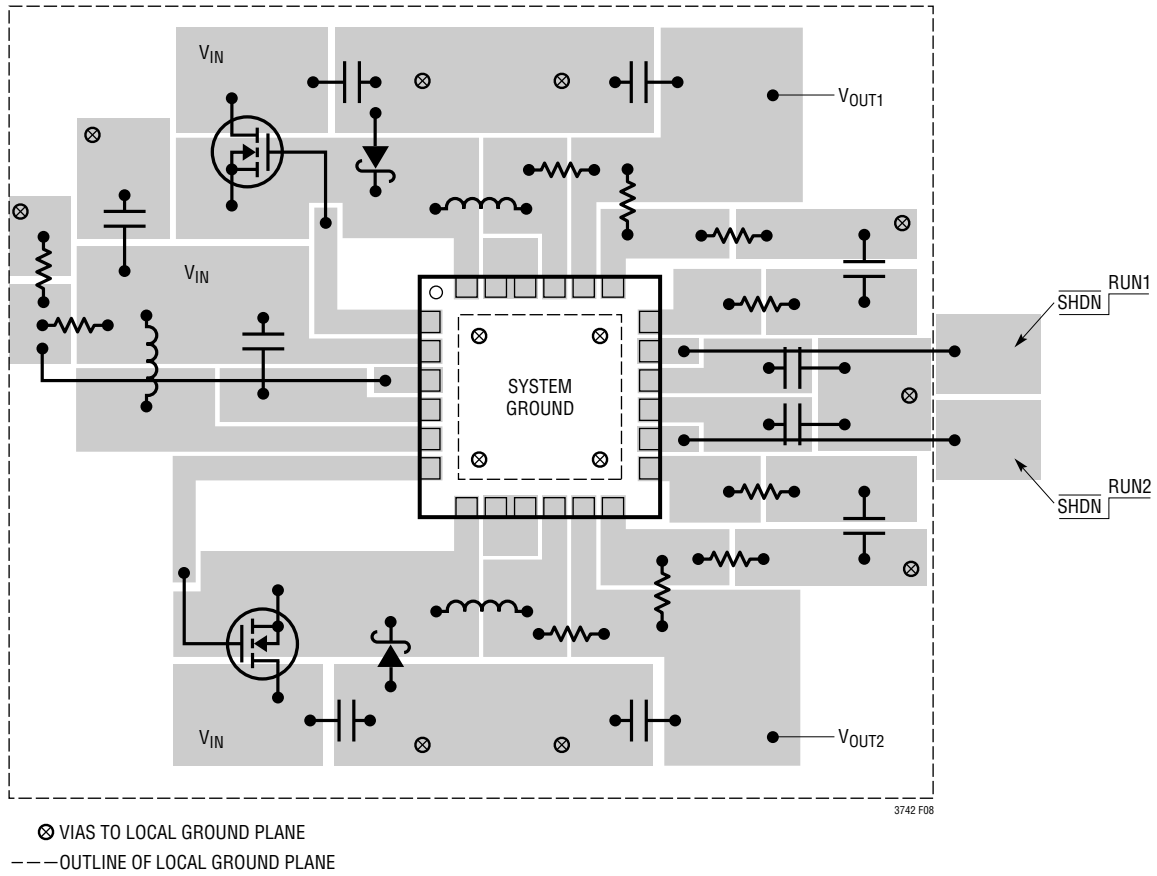 VIN
VOUT1
VIN
RUN1
SHDN
SYSTEM
GROUND
RUN2
SHDN
VIN
VOUT2
3742 F08
VIAS TO LOCAL GROUND PLANE
OUTLINE OF LOCAL GROUND PLANE